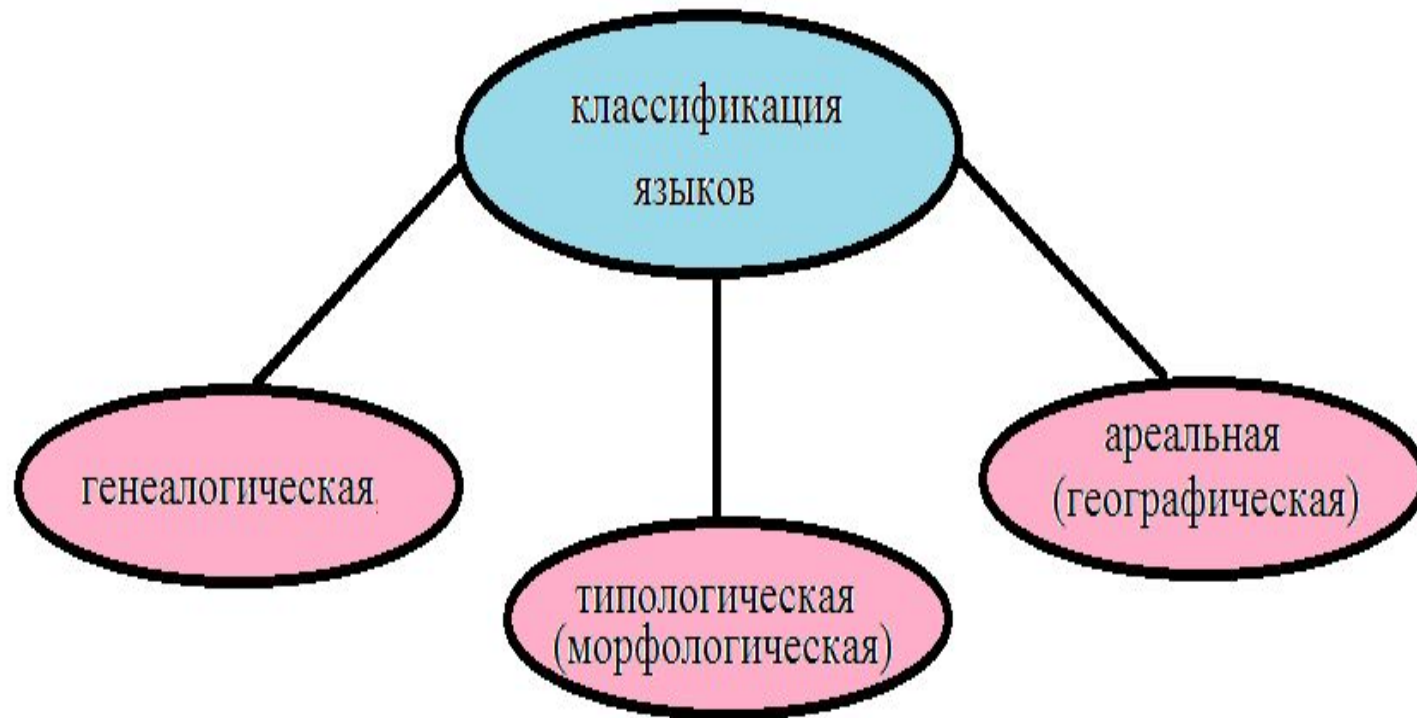 классификация
языков
генеалогическая
типологическая
(морфологическая)
ареальная
(географическая)